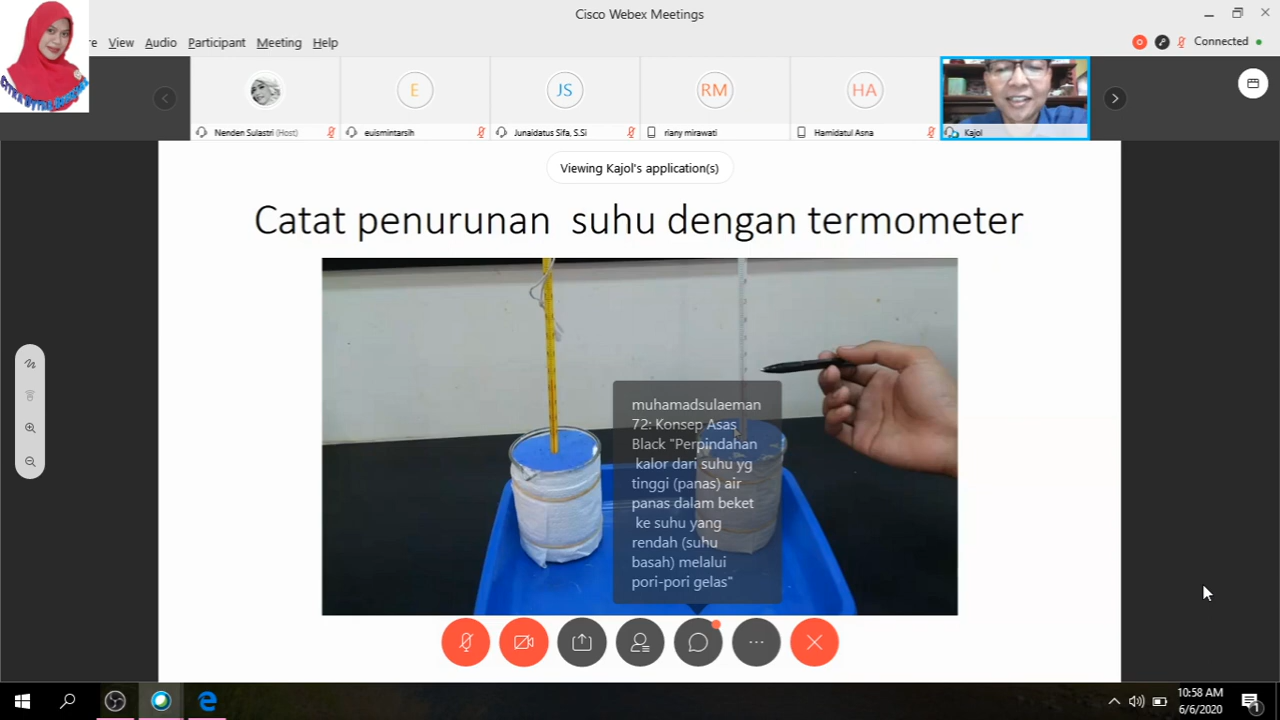 Cisco Webex Meetings
View Audio Participant Meeting Help
Connected
E
JS
RM
HA
Nenden Sulastri (Host)
euismintarsih
Junaidatus Sifa, S.Si
riany mirawati
Hamidatul Asna
Kajol
Viewing Kajol's application(s)
Catat penurunan suhu dengan termometer
muhamadsulaeman
72: Konsep Asas
Black "Perpindahan
kalor dari suhu yg
tinggi (panas) air
panas dalam beket
ke suhu yang
rendah (suhu
basah) melalui
pori-pori gelas"
10:58 AM
6/6/2020
1